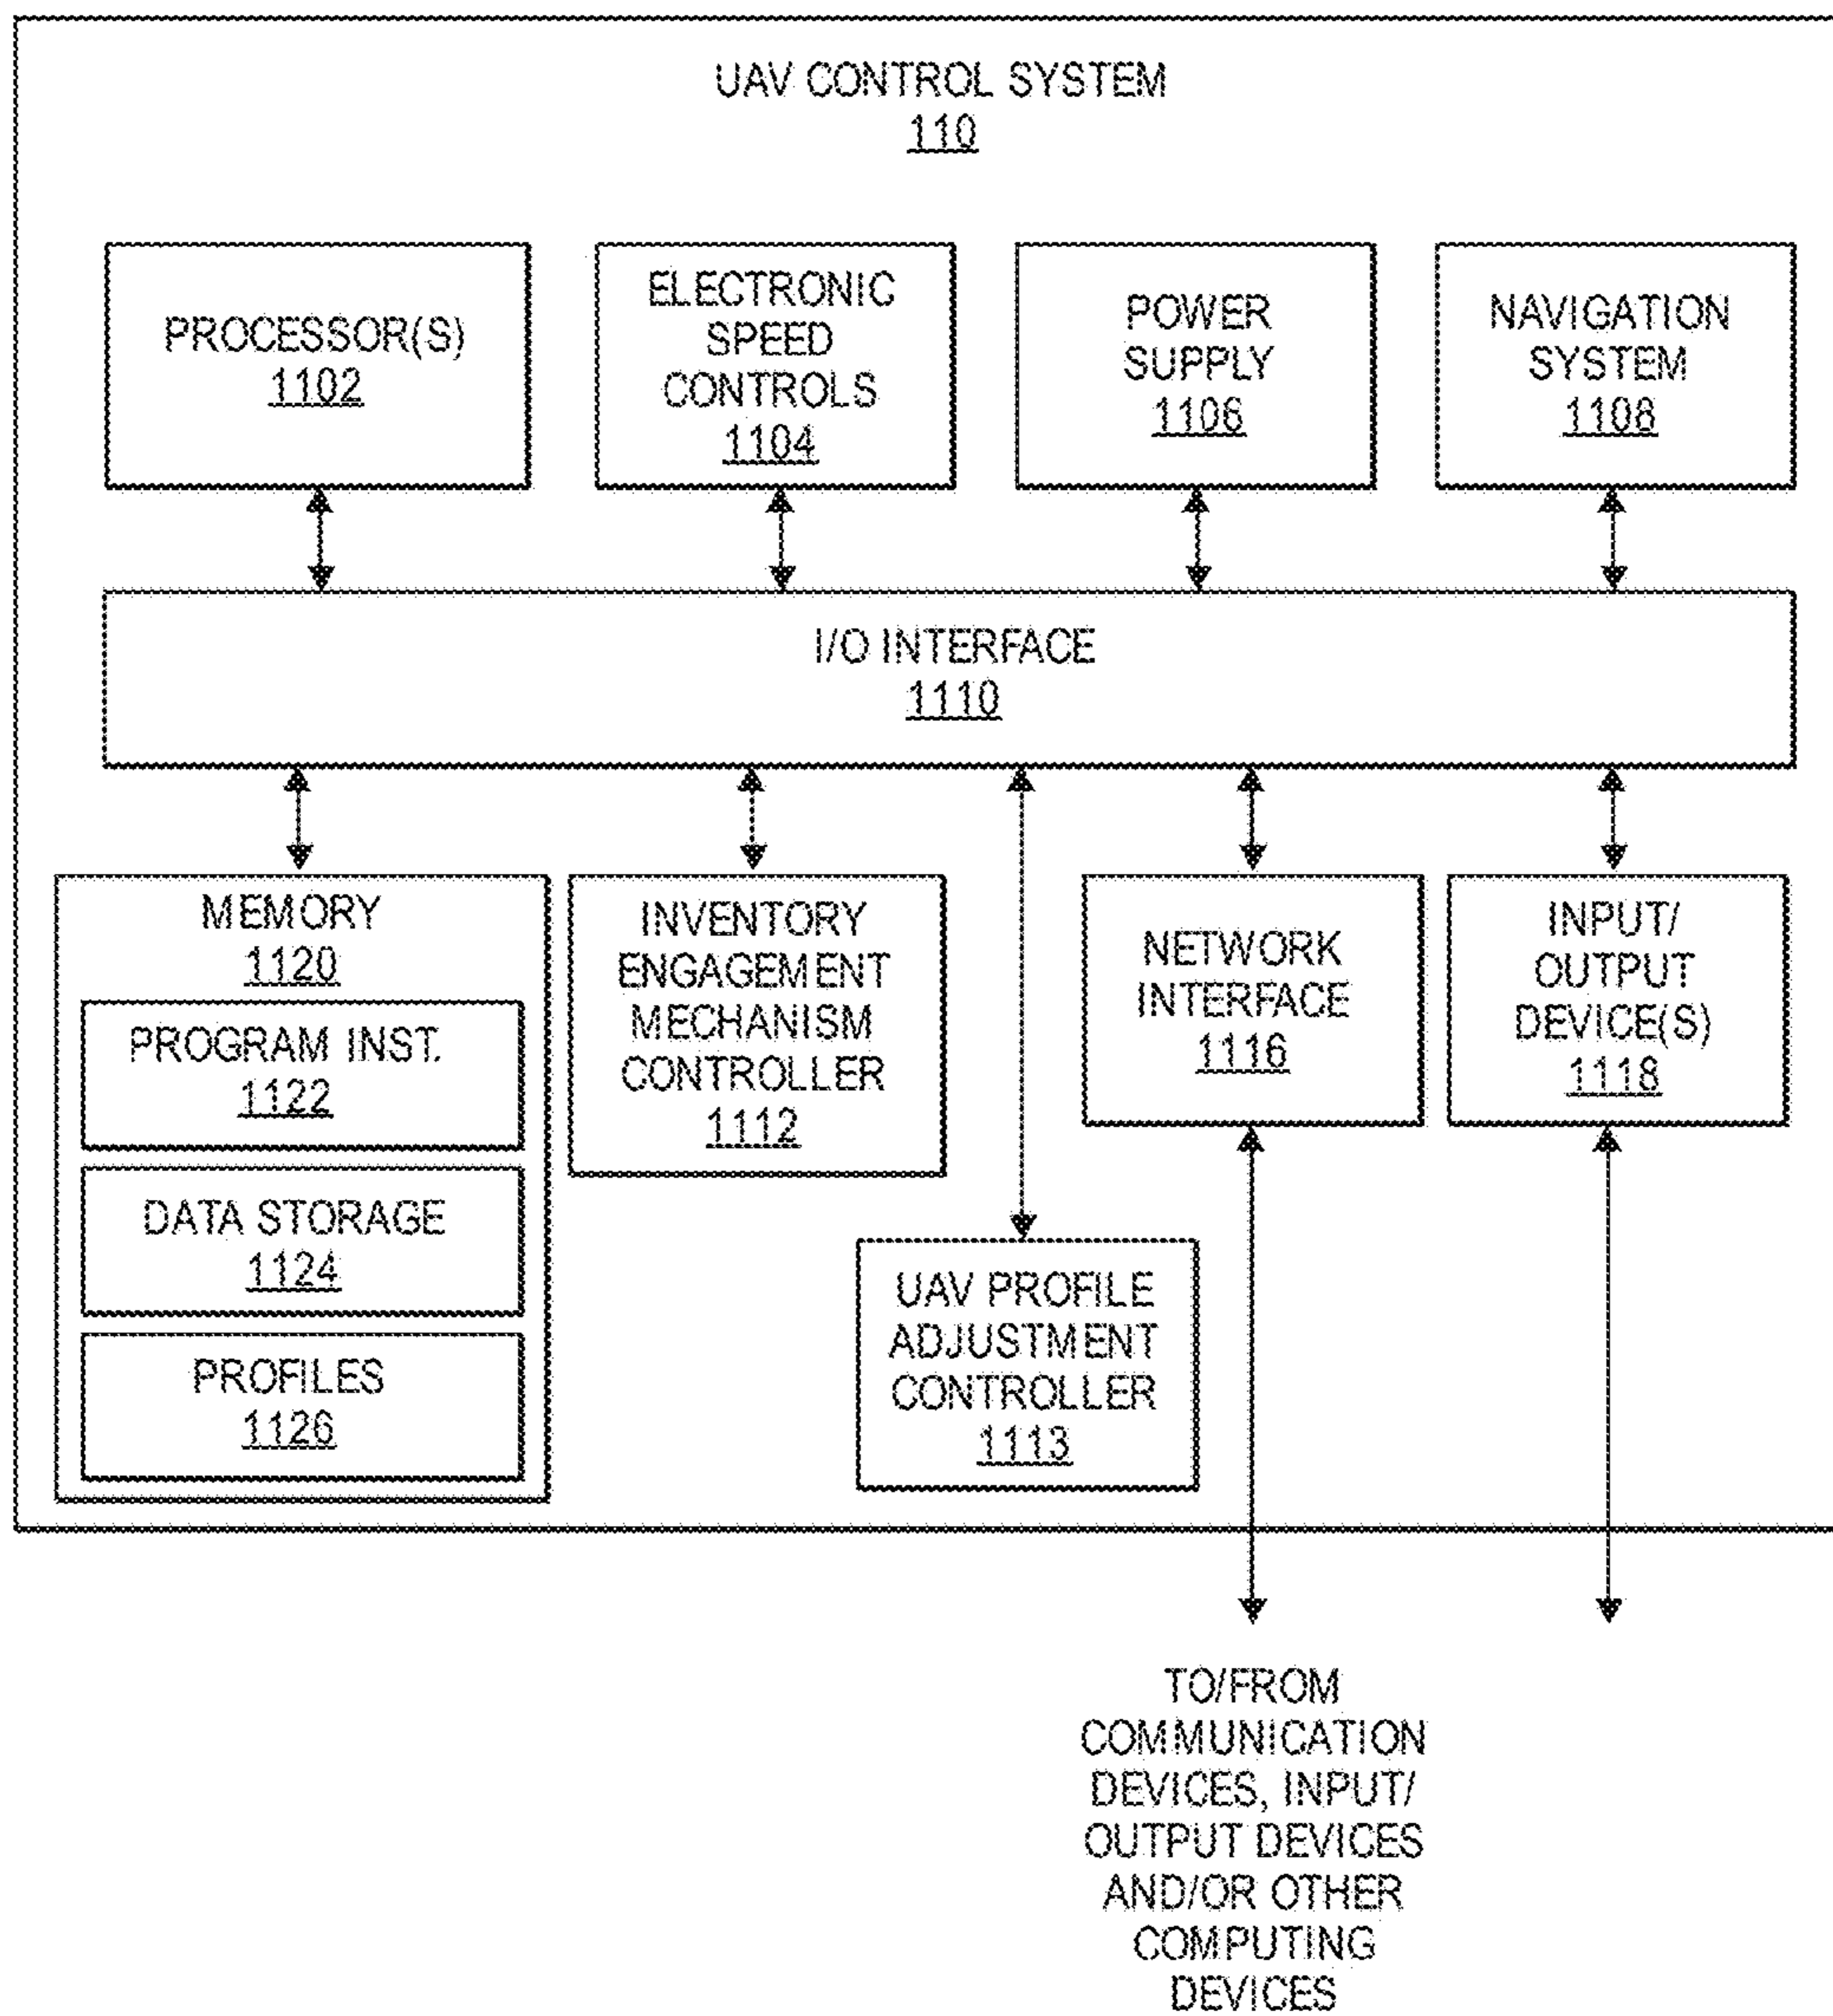 UAV CONTROL SYSTEM
110
PROCESSOR(S)
1102
ELECTRONIC
SPEED
CONTROLS
1104
POWER
SUPPLY
1106
NAVIGATION
SYSTEM
1108
I/O INTERFACE
1110
MEMORY
1120
PROGRAM INST.
1122
DATA STORAGE
1124
PROFILES
1126
INVENTORY
ENGAGEMENT
MECHANISM
CONTROLLER
1112
UAV PROFILE
ADJUSTMENT
CONTROLLER
1113
NETWORK
INTERFACE
1116
INPUT/
OUTPUT
DEVICE(S)
1118
TO/FROM
COMMUNICATION
DEVICES, INPUT/
OUTPUT DEVICES
AND/OR OTHER
COMPUTING
DEVICES